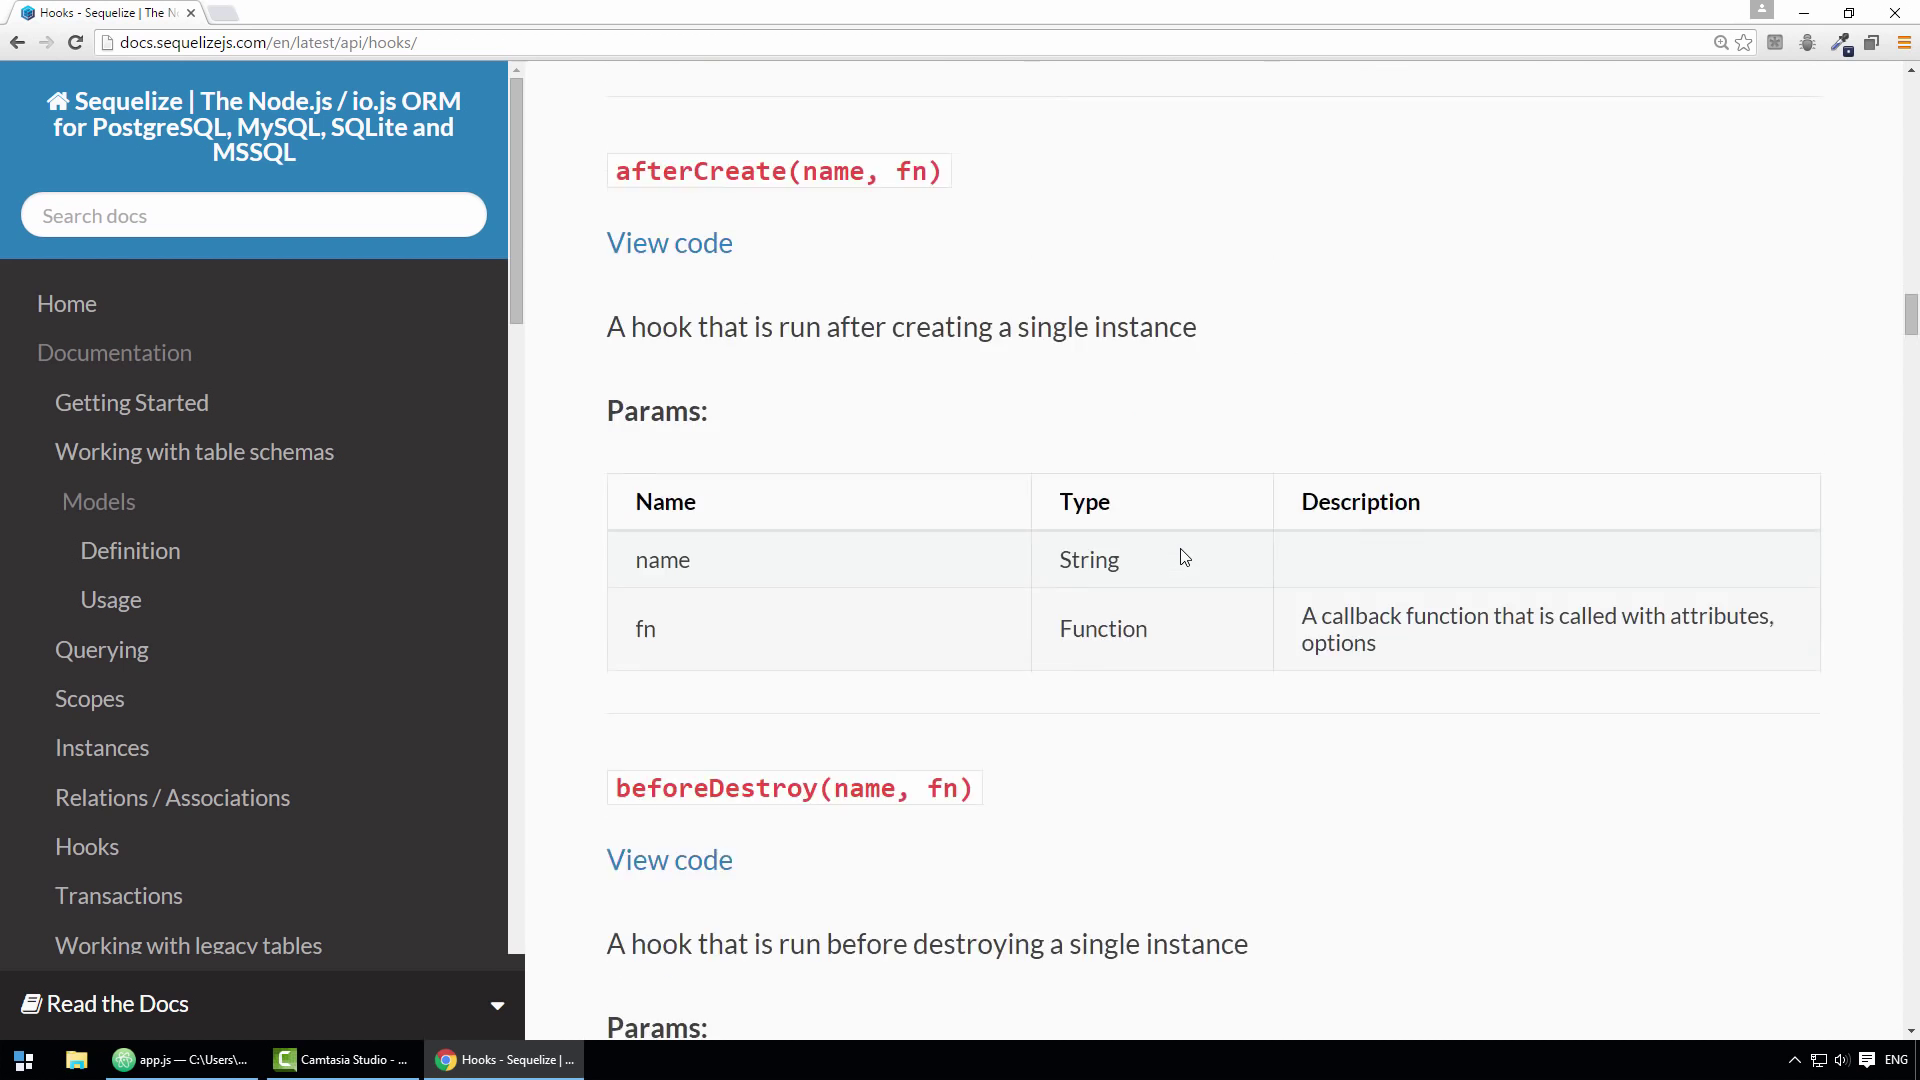 Hooks - Sequelize | The N
docs.sequelizejs.com/en/latest/api/hooks/
Sequelize | The Node.js / io.js ORM
for PostgreSQL, MySQL, SQLite and
MSSQL
Search docs
Home
Documentation
Getting Started
Working with table schemas
Models
Definition
Usage
Querying
Scopes
Instances
Relations / Associations
Hooks
Transactions
Working with legacy tables
Read the Docs
afterCreate(name, fn)
View code
A hook that is run after creating a single instance
Params:
Name Type Description
name String
fn Function A callback function that is called with attributes,
options
beforeDestroy(name, fn)
View code
A hook that is run before destroying a single instance
Params:
app.js — C:\Users\... Camtasia Studio - ... Hooks - Sequelize | ... ENG